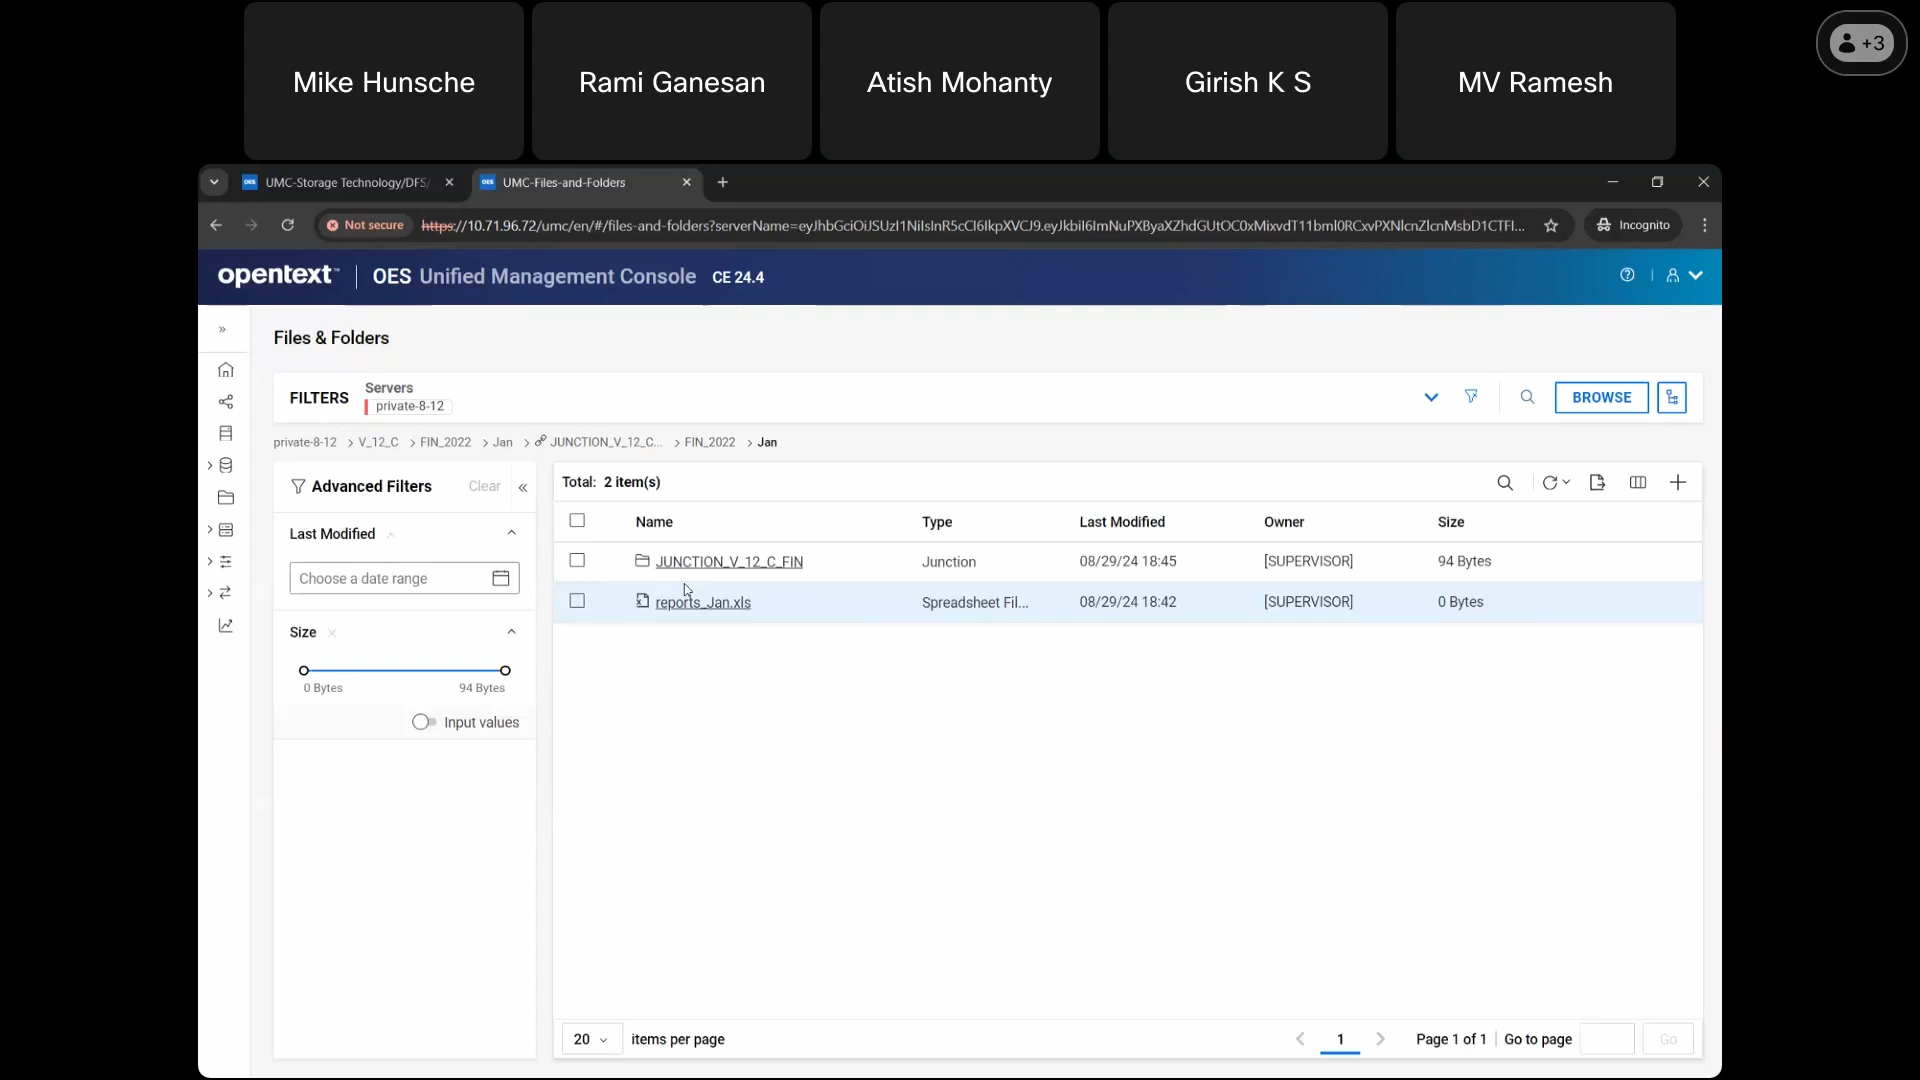 Mike Hunsche
Rami Ganesan
Atish Mohanty
Girish K S
MV Ramesh
+3
UMC-Storage Technology/DFS/
UMC-Files-and-Folders
Not secure
https://10.71.96.72/umc/en/#/files-and-folders?serverName=eyJhbGciOiJSUzI1NiIsInR5cCI6IkpXVCJ9.eyJkbiI6ImNuPXByaXZhdGUtOC0xMixvdT11bml0RCxvPXNlcnZlcnMsbD1CTFI...
Incognito
opentext™ | OES Unified Management Console CE 24.4
Files & Folders
FILTERS
Servers
private-8-12
BROWSE
private-8-12 > V_12_C > FIN_2022 > Jan > JUNCTION_V_12_C... > FIN_2022 > Jan
Advanced Filters
Clear
Last Modified
Choose a date range
Size
0 Bytes
94 Bytes
Input values
Total: 2 item(s)
Name Type Last Modified Owner Size
JUNCTION_V_12_C_FIN Junction 08/29/24 18:45 [SUPERVISOR] 94 Bytes
reports_Jan.xls Spreadsheet Fil... 08/29/24 18:42 [SUPERVISOR] 0 Bytes
20 items per page
1
Page 1 of 1 | Go to page
Go